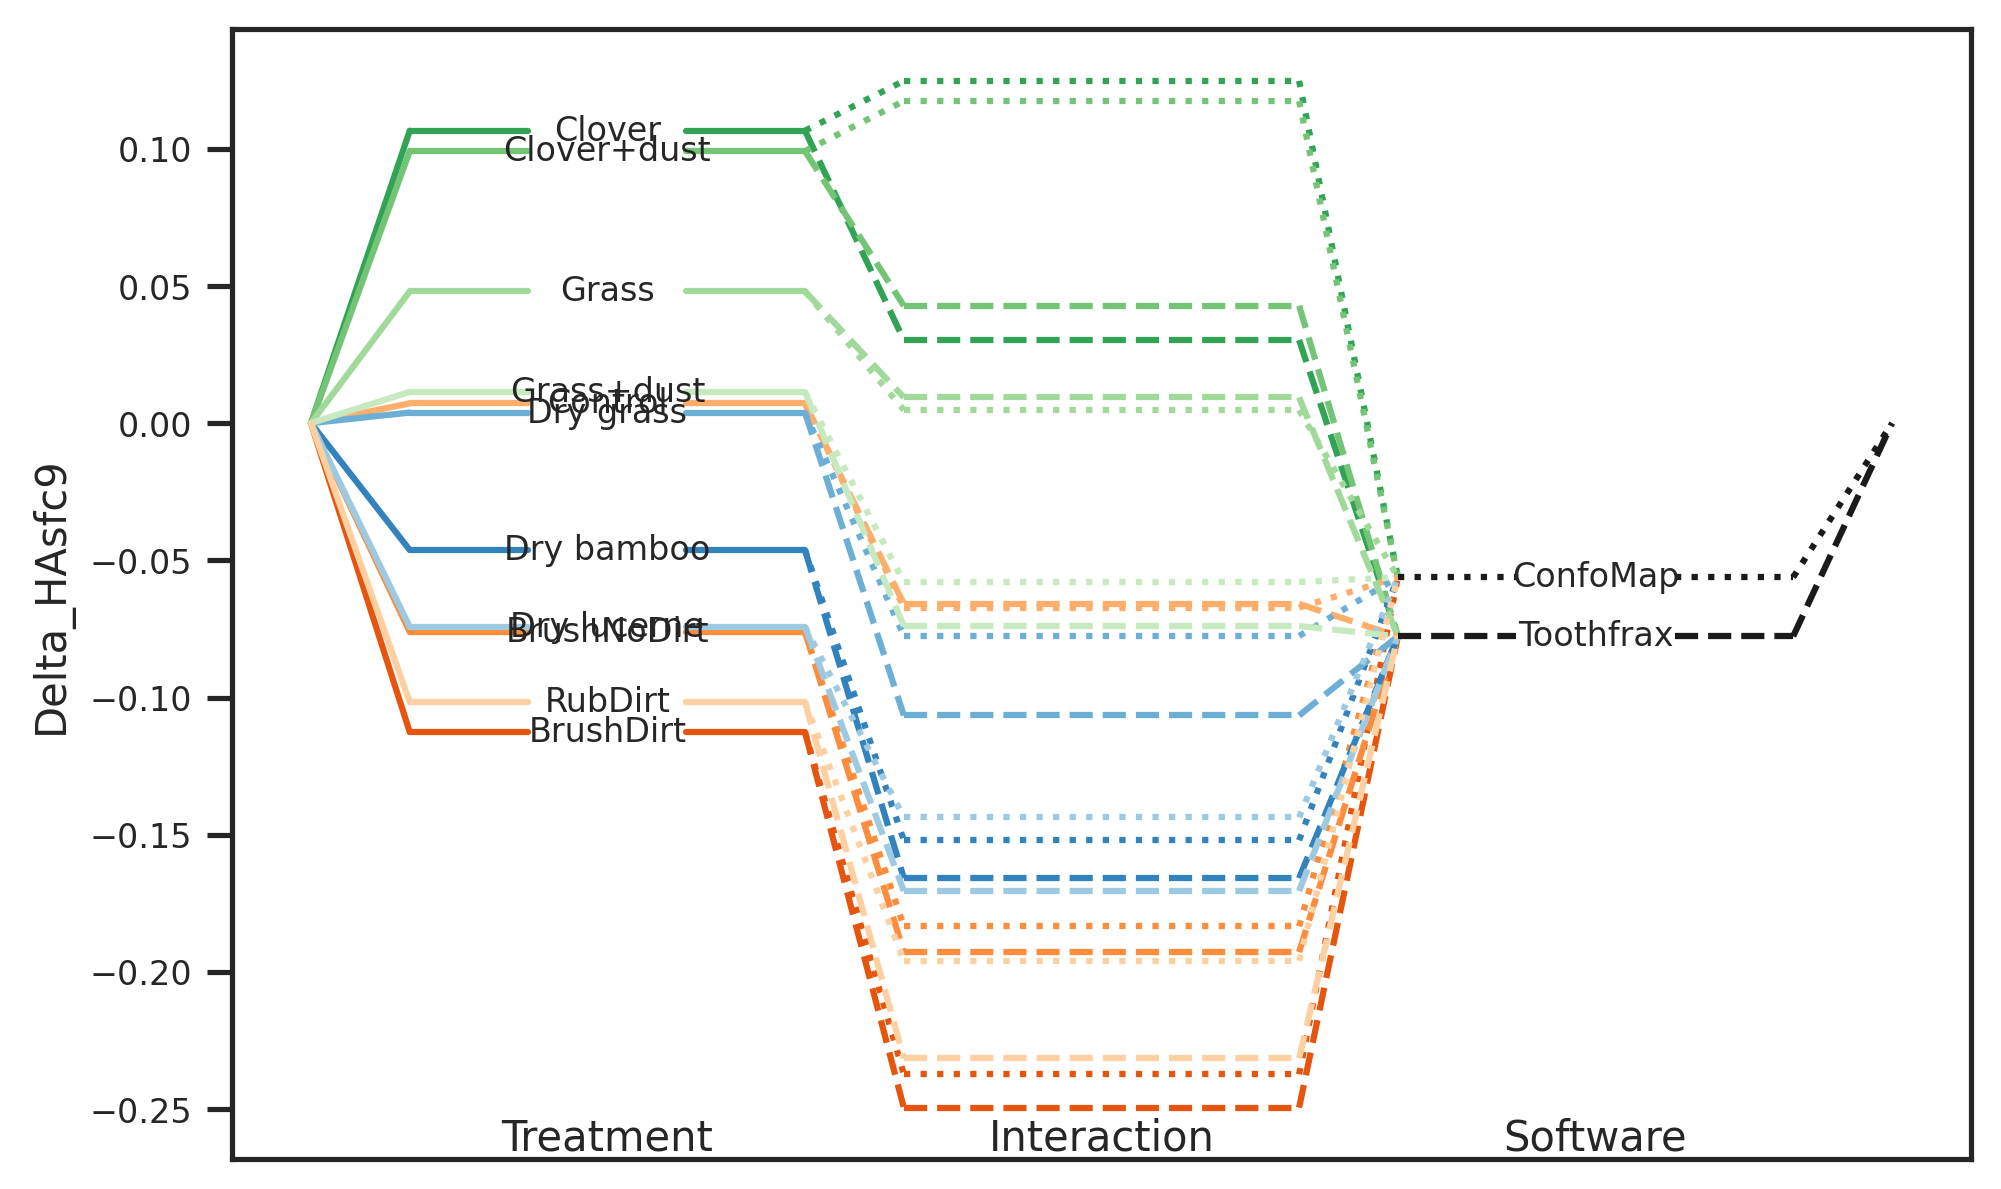 0.10
0.05
0.00
−0.05
−0.10
−0.15
−0.20
−0.25
Delta_HAsfc9
Clover
Clover+dust
Grass
Grass+dust
Control
Dry grass
Dry bamboo
Dry lucerne
BrushNoDirt
RubDirt
BrushDirt
ConfoMap
Toothfrax
Treatment
Interaction
Software